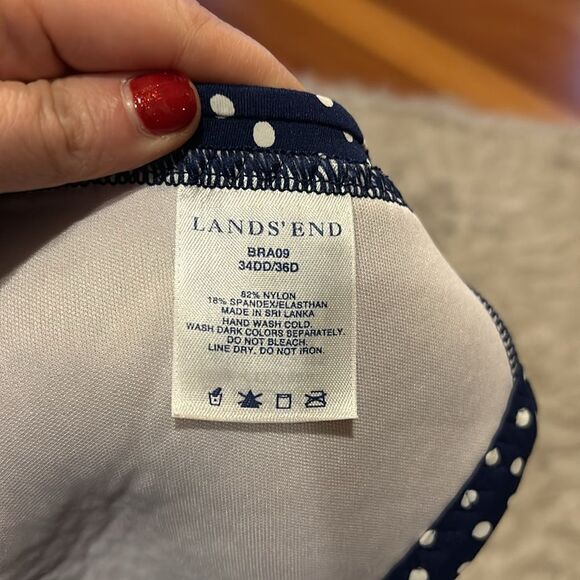 LANDS' END
BRA09
34DD/36D
82% NYLON
18% SPANDEX/ELASTHAN
MADE IN SRI LANKA
HAND WASH COLD.
WASH DARK COLORS SEPARATELY.
DO NOT BLEACH.
LINE DRY. DO NOT IRON.